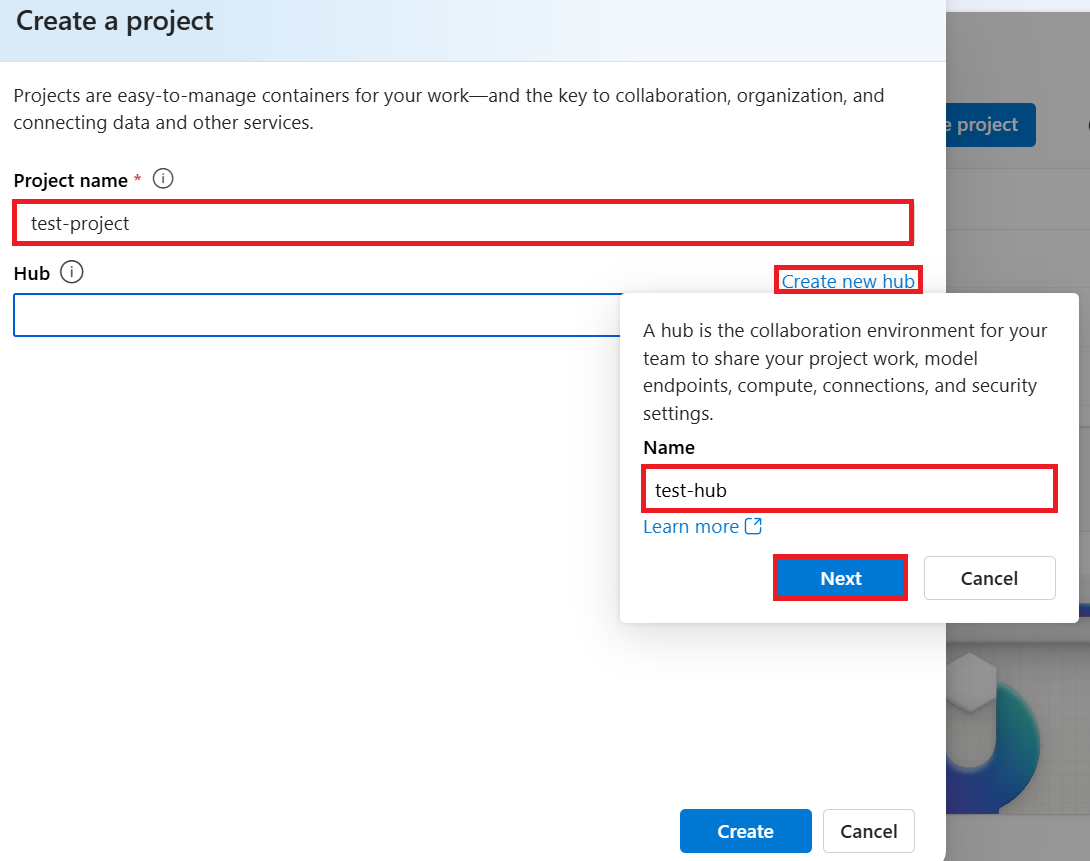 Create a project
Projects are easy-to-manage containers for your work—and the key to collaboration, organization, and
connecting data and other services.
project
Project name * 
test-project
Hub
Create new hub
A hub is the collaboration environment for your
team to share your project work, model
endpoints, compute, connections, and security
settings.
Name
test-hub
Learn more
Next
Cancel
Create
Cancel